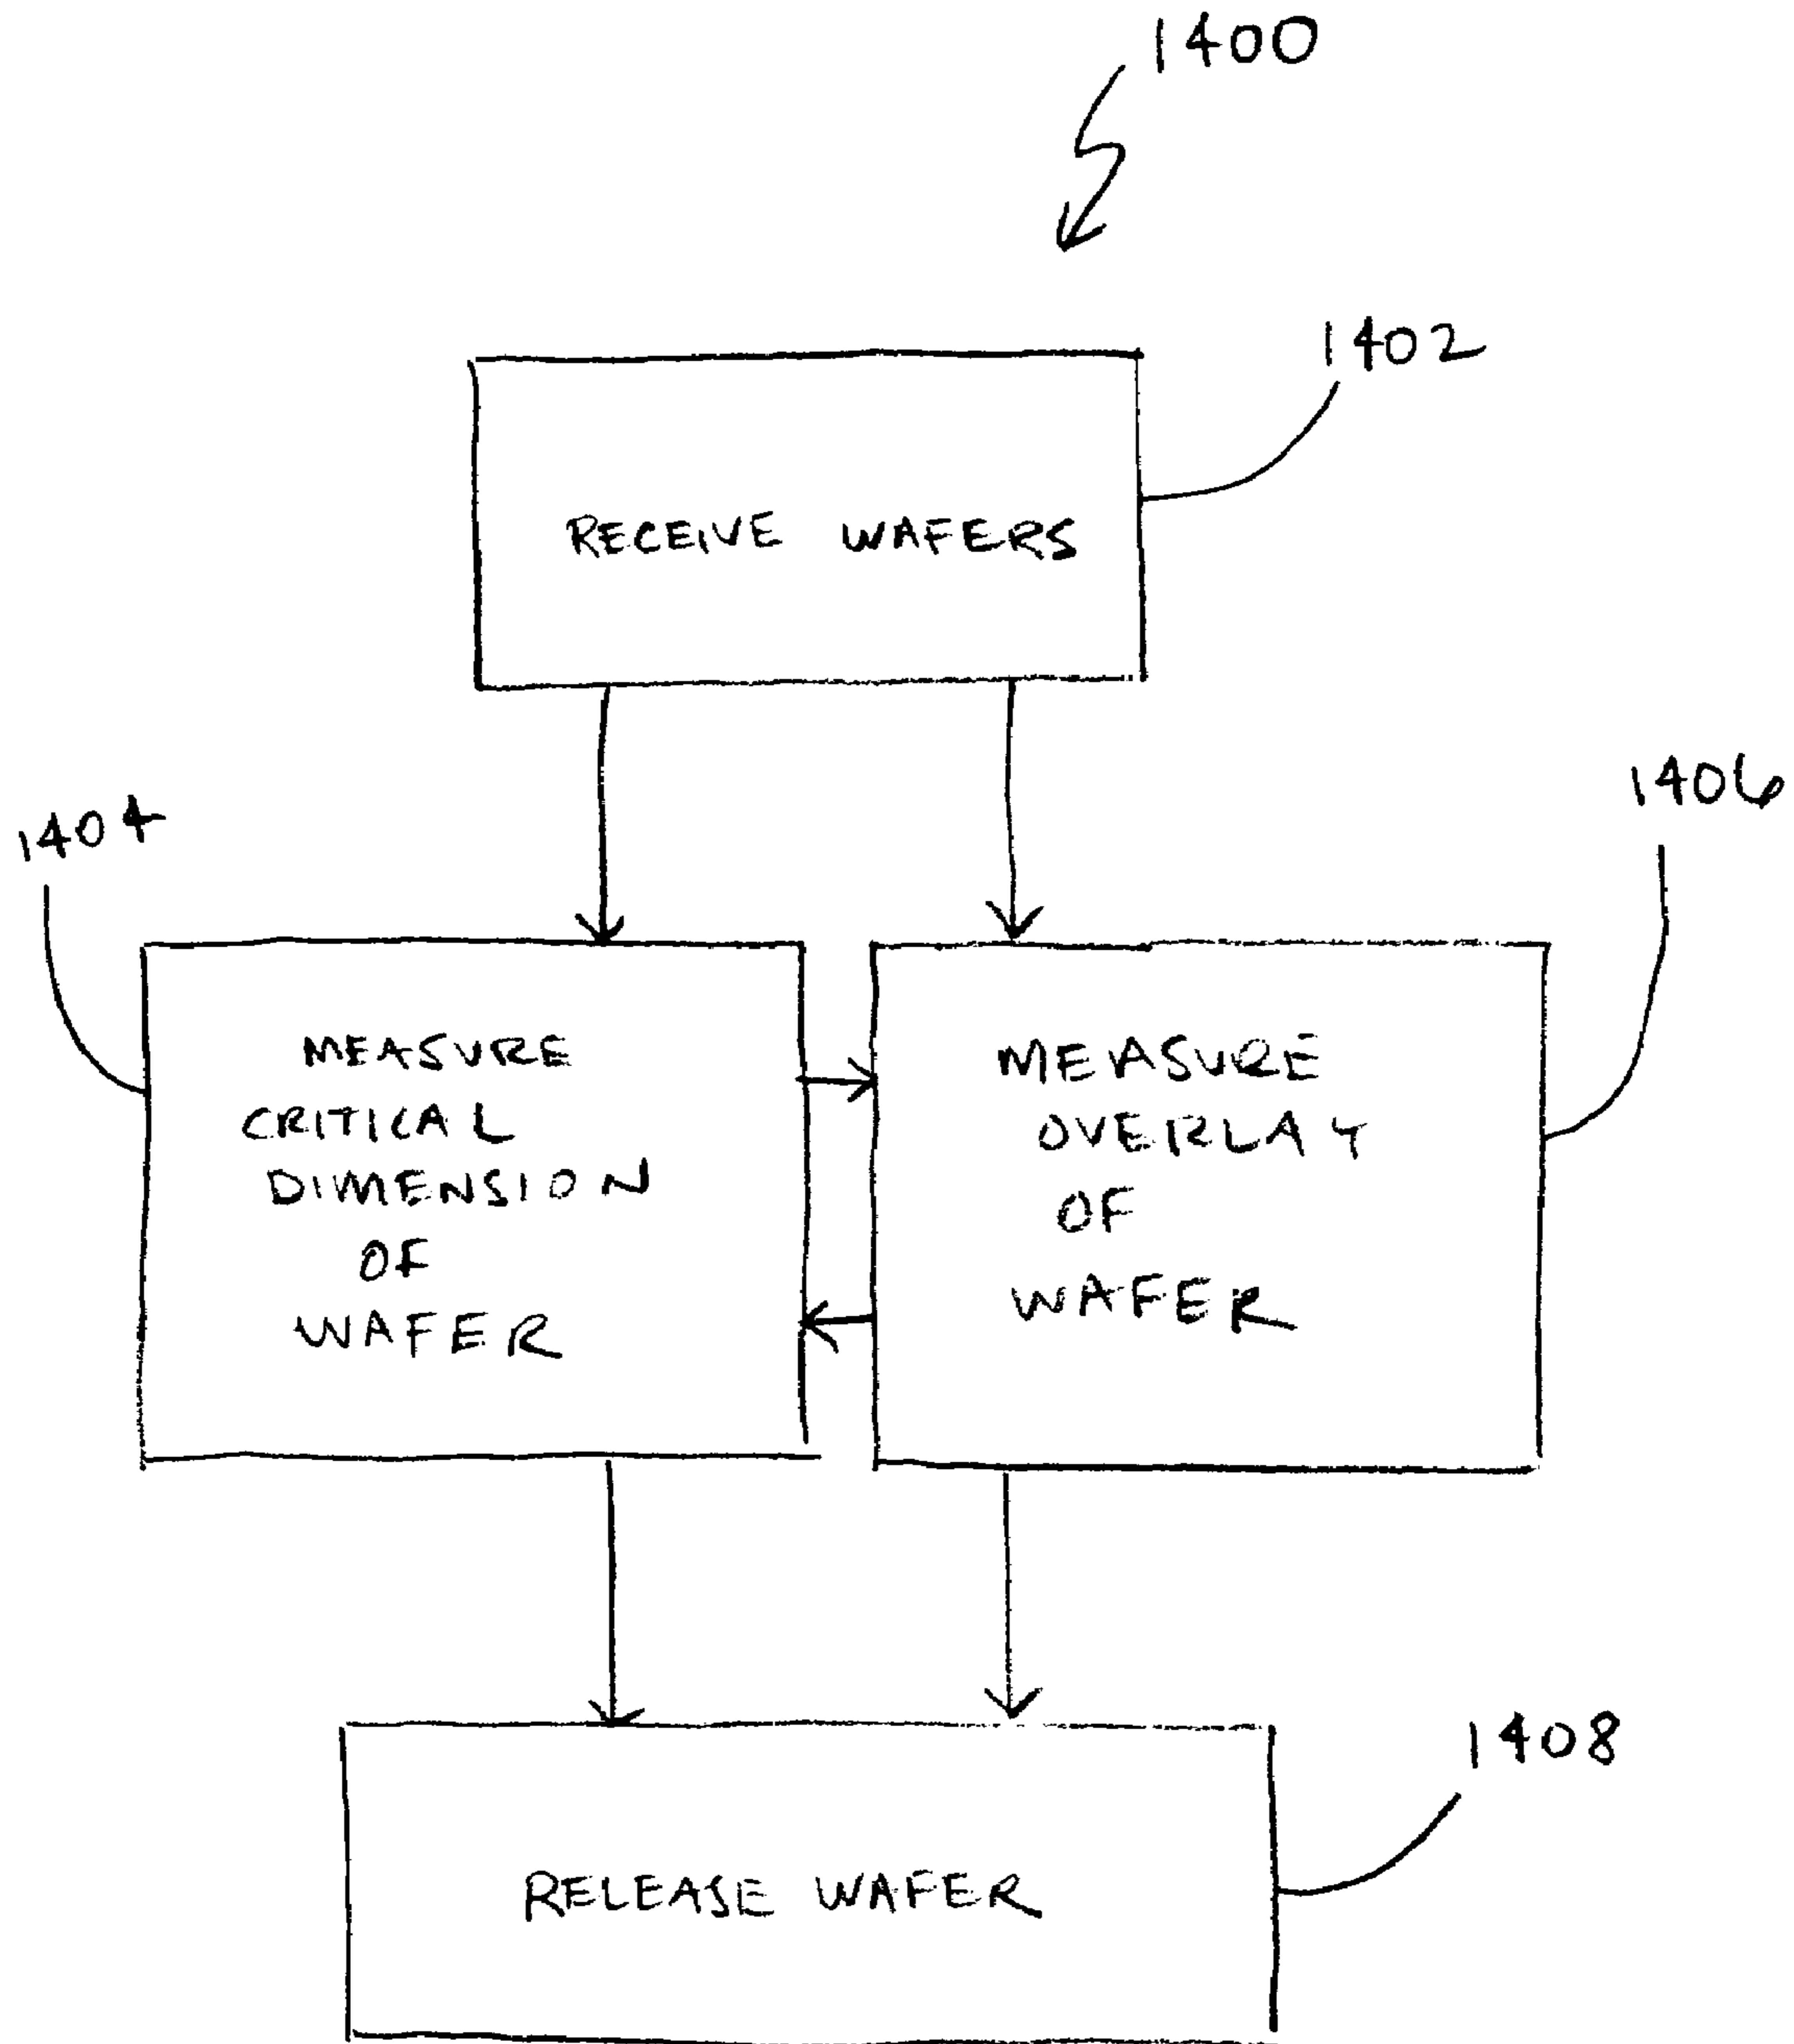 1400
1402
RECEIVE WAFERS
1404
1406
MEASURE
CRITICAL
DIMENSION
OF
WAFER
MEASURE
OVERLAY
OF
WAFER
1408
RELEASE WAFER